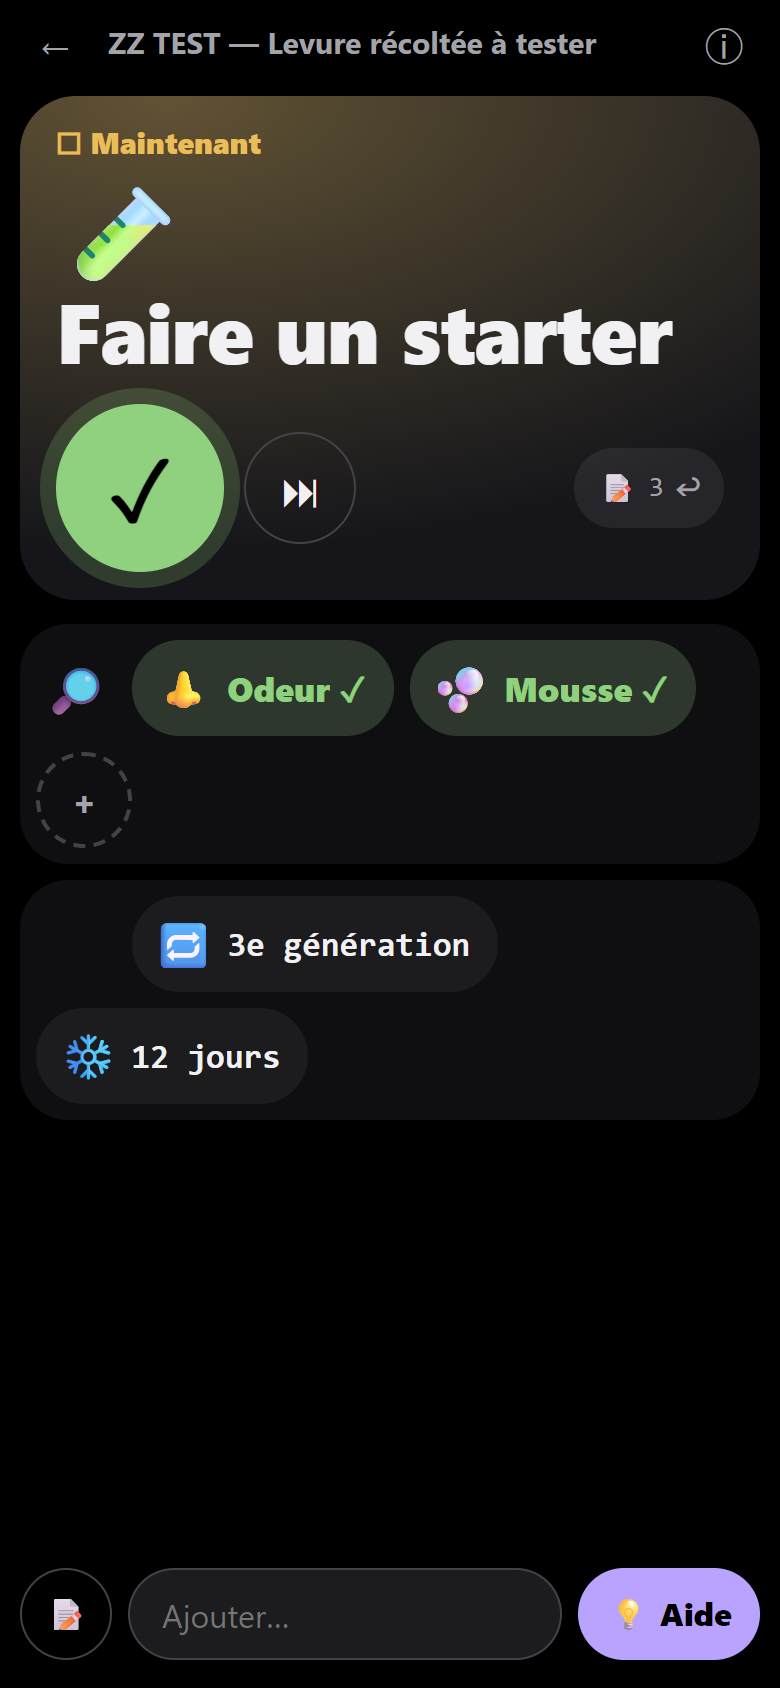 ← ZZ TEST — Levure récoltée à tester ⓘ
□ Maintenant
Faire un starter
✓ ⏭ 📝 3 ↩
🔎 👃 Odeur ✓ 🫧 Mousse ✓
+
🔁 3e génération
❄ 12 jours
📝 Ajouter... 💡 Aide